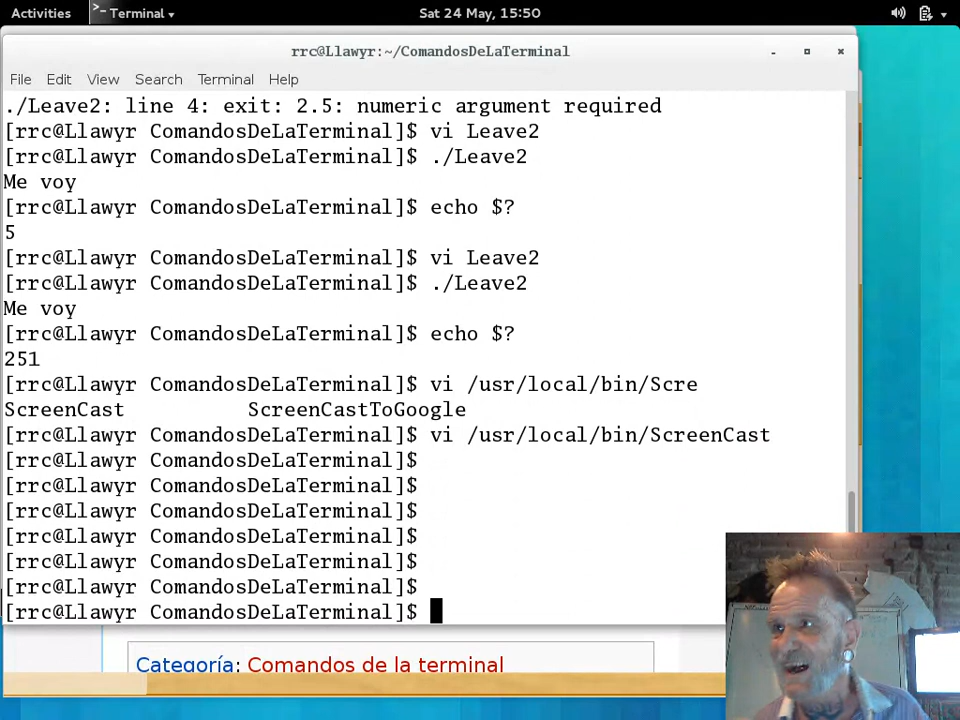 Activities
Terminal
Sat 24 May, 15:50
rrc@Llawyr:~/ComandosDeLaTerminal
File Edit View Search Terminal Help
./Leave2: line 4: exit: 2.5: numeric argument required
[rrc@Llawyr ComandosDeLaTerminal]$ vi Leave2
[rrc@Llawyr ComandosDeLaTerminal]$ ./Leave2
Me voy
[rrc@Llawyr ComandosDeLaTerminal]$ echo $?
5
[rrc@Llawyr ComandosDeLaTerminal]$ vi Leave2
[rrc@Llawyr ComandosDeLaTerminal]$ ./Leave2
Me voy
[rrc@Llawyr ComandosDeLaTerminal]$ echo $?
251
[rrc@Llawyr ComandosDeLaTerminal]$ vi /usr/local/bin/Scre
ScreenCast ScreenCastToGoogle
[rrc@Llawyr ComandosDeLaTerminal]$ vi /usr/local/bin/ScreenCast
[rrc@Llawyr ComandosDeLaTerminal]$
[rrc@Llawyr ComandosDeLaTerminal]$
[rrc@Llawyr ComandosDeLaTerminal]$
[rrc@Llawyr ComandosDeLaTerminal]$
[rrc@Llawyr ComandosDeLaTerminal]$
[rrc@Llawyr ComandosDeLaTerminal]$
[rrc@Llawyr ComandosDeLaTerminal]$
Categoría: Comandos de la terminal